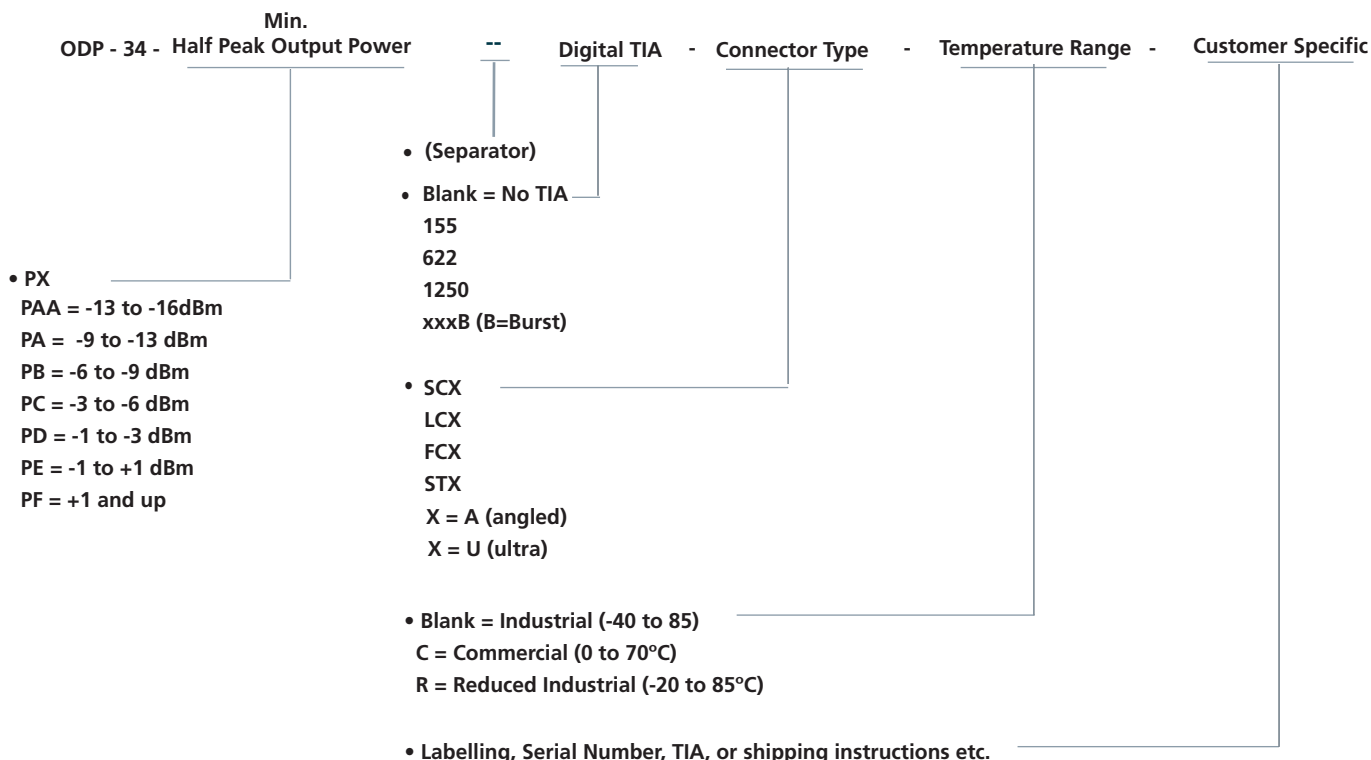 Min.
ODP - 34 - Half Peak Output Power -- Digital TIA - Connector Type - Temperature Range - Customer Specific
• (Separator)
• Blank = No TIA
155
622
1250
xxxB (B=Burst)
• PX
PAA = -13 to -16dBm
PA = -9 to -13 dBm
PB = -6 to -9 dBm
PC = -3 to -6 dBm
PD = -1 to -3 dBm
PE = -1 to +1 dBm
PF = +1 and up
• SCX
LCX
FCX
STX
X = A (angled)
X = U (ultra)
• Blank = Industrial (-40 to 85)
C = Commercial (0 to 70ºC)
R = Reduced Industrial (-20 to 85ºC)
• Labelling, Serial Number, TIA, or shipping instructions etc.